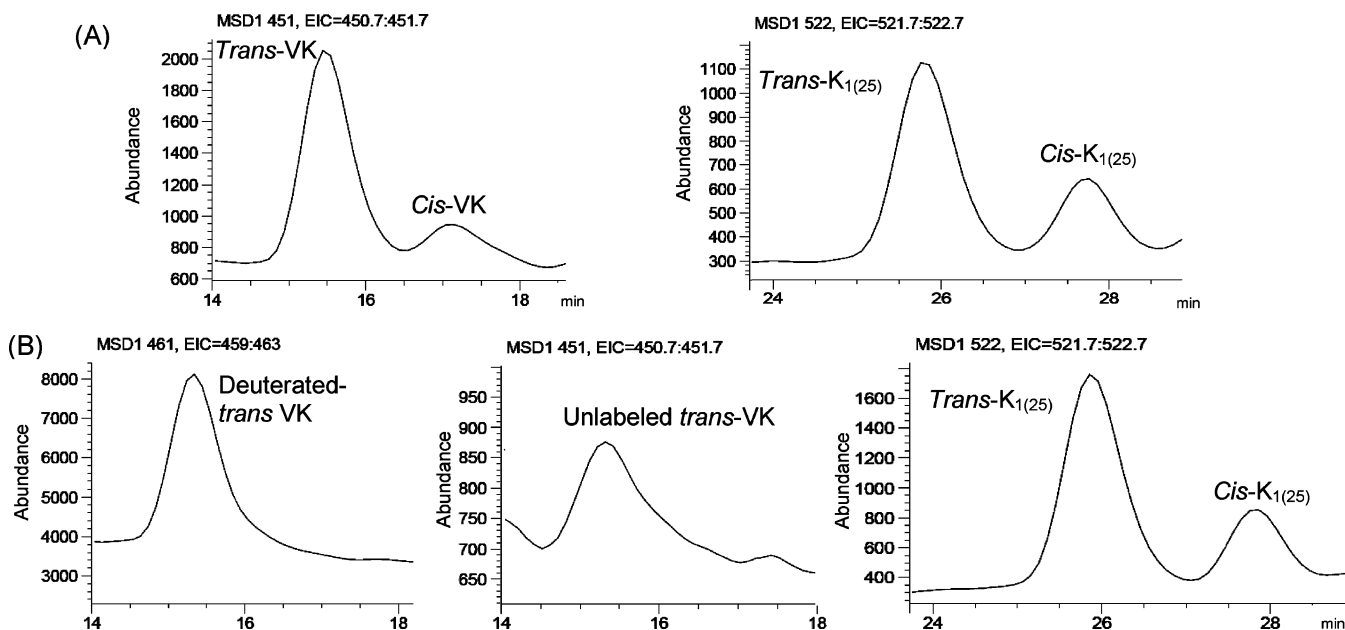 (A)
MSD1 451, EIC=450.7:451.7
Trans-VK
Cis-VK
Abundance
2000
1800
1600
1400
1200
1000
800
600
14
16
18
min
MSD1 522, EIC=521.7:522.7
Trans-K1(25)
Cis-K1(25)
Abundance
1100
1000
900
800
700
600
500
400
300
24
26
28
min
(B)
MSD1 461, EIC=459:463
Deuterated-
trans VK
Abundance
8000
7000
6000
5000
4000
3000
14
16
18
MSD1 451, EIC=450.7:451.7
Unlabeled trans-VK
Abundance
950
900
850
800
750
700
650
14
16
18
MSD1 522, EIC=521.7:522.7
Trans-K1(25)
Cis-K1(25)
Abundance
1600
1400
1200
1000
800
600
400
24
26
28
min